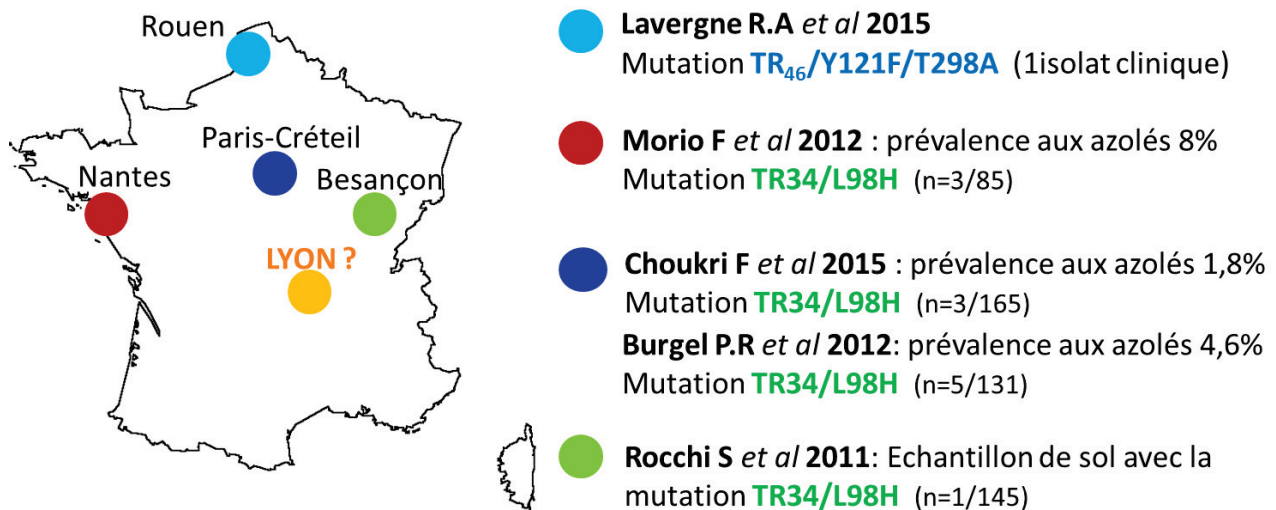 Rouen
Paris-Créteil
Nantes
Besançon
LYON ?
Lavergne R.A et al 2015
Mutation TR46/Y121F/T298A (1isolat clinique)
Morio F et al 2012 : prévalence aux azolés 8%
Mutation TR34/L98H (n=3/85)
Choukri F et al 2015 : prévalence aux azolés 1,8%
Mutation TR34/L98H (n=3/165)
Burgel P.R et al 2012: prévalence aux azolés 4,6%
Mutation TR34/L98H (n=5/131)
Rocchi S et al 2011: Echantillon de sol avec la
mutation TR34/L98H (n=1/145)